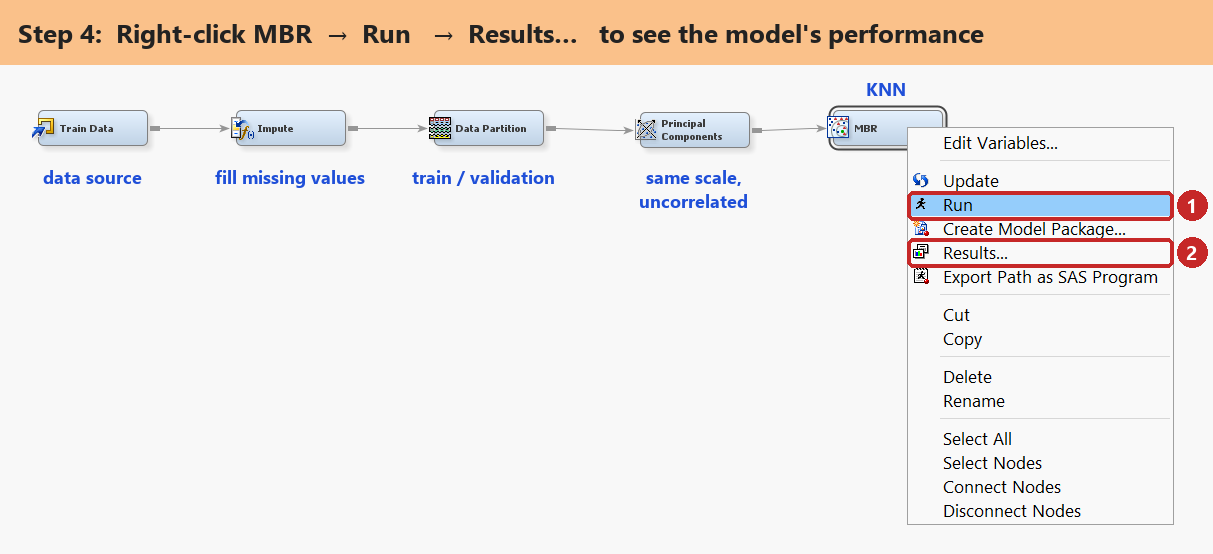 Step 4: Right-click MBR → Run → Results... to see the model's performance
KNN
Train Data
Impute
Data Partition
Principal
Components
MBR
data source
fill missing values
train / validation
same scale,
uncorrelated
Edit Variables...
Update
Run
1
Create Model Package...
Results...
2
Export Path as SAS Program
Cut
Copy
Delete
Rename
Select All
Select Nodes
Connect Nodes
Disconnect Nodes